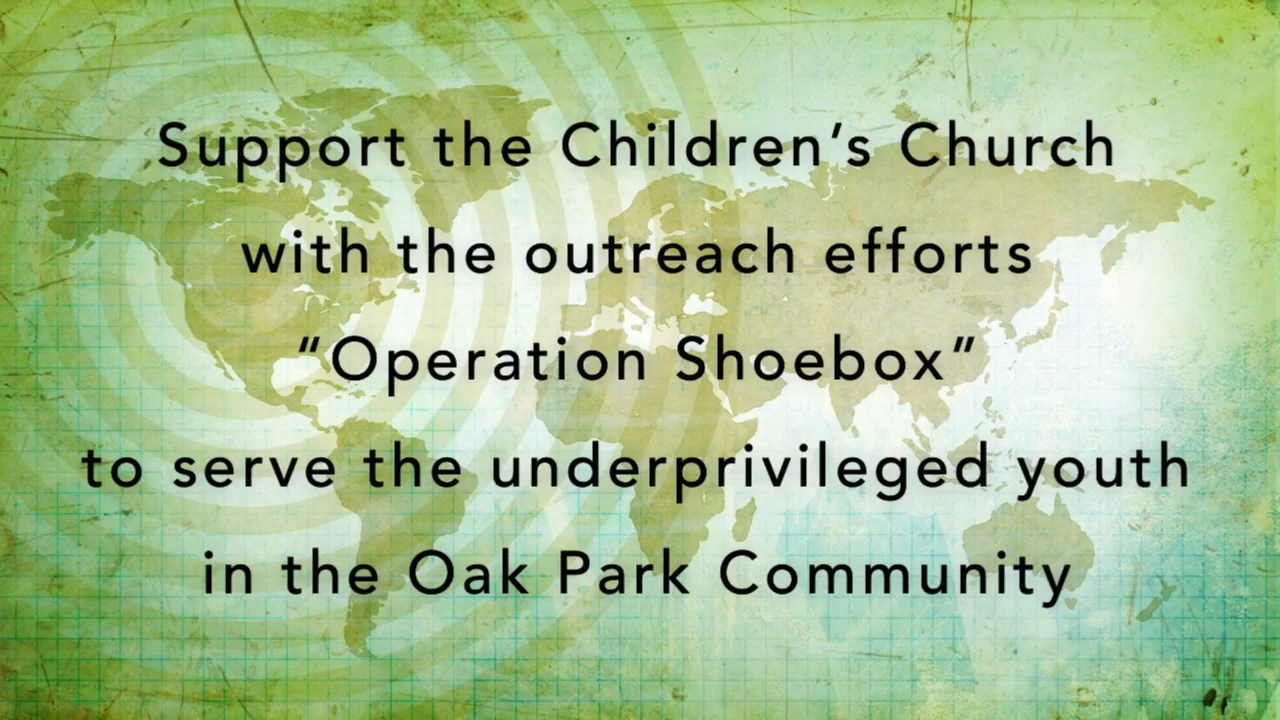 Support the Children’s Church
with the outreach efforts
“Operation Shoebox”
to serve the underprivileged youth
in the Oak Park Community